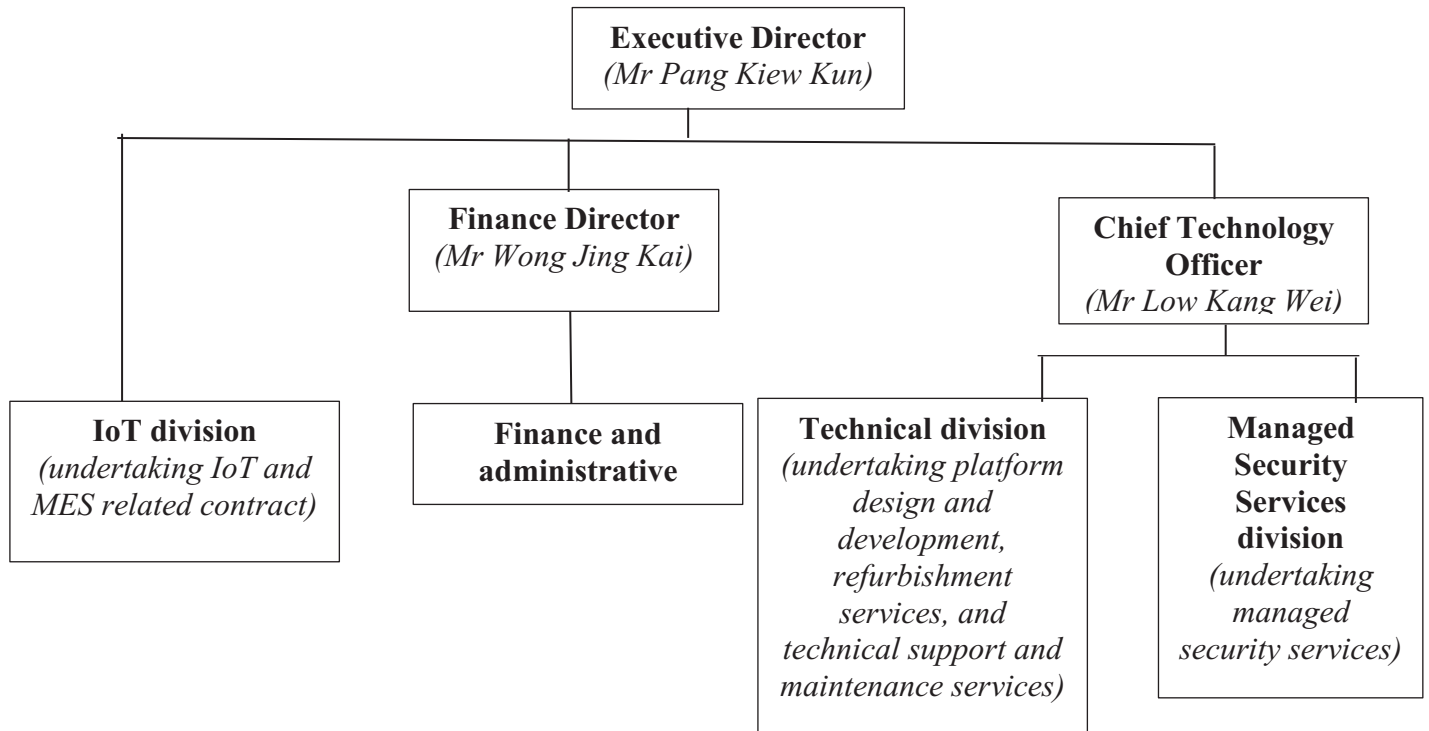 Executive Director
(Mr Pang Kiew Kun)
Finance Director
(Mr Wong Jing Kai)
Chief Technology
Officer
(Mr Low Kang Wei)
IoT division
(undertaking IoT and
MES related contract)
Finance and
administrative
Technical division
(undertaking platform
design and
development,
refurbishment
services, and
technical support and
maintenance services)
Managed
Security
Services
division
(undertaking
managed
security services)